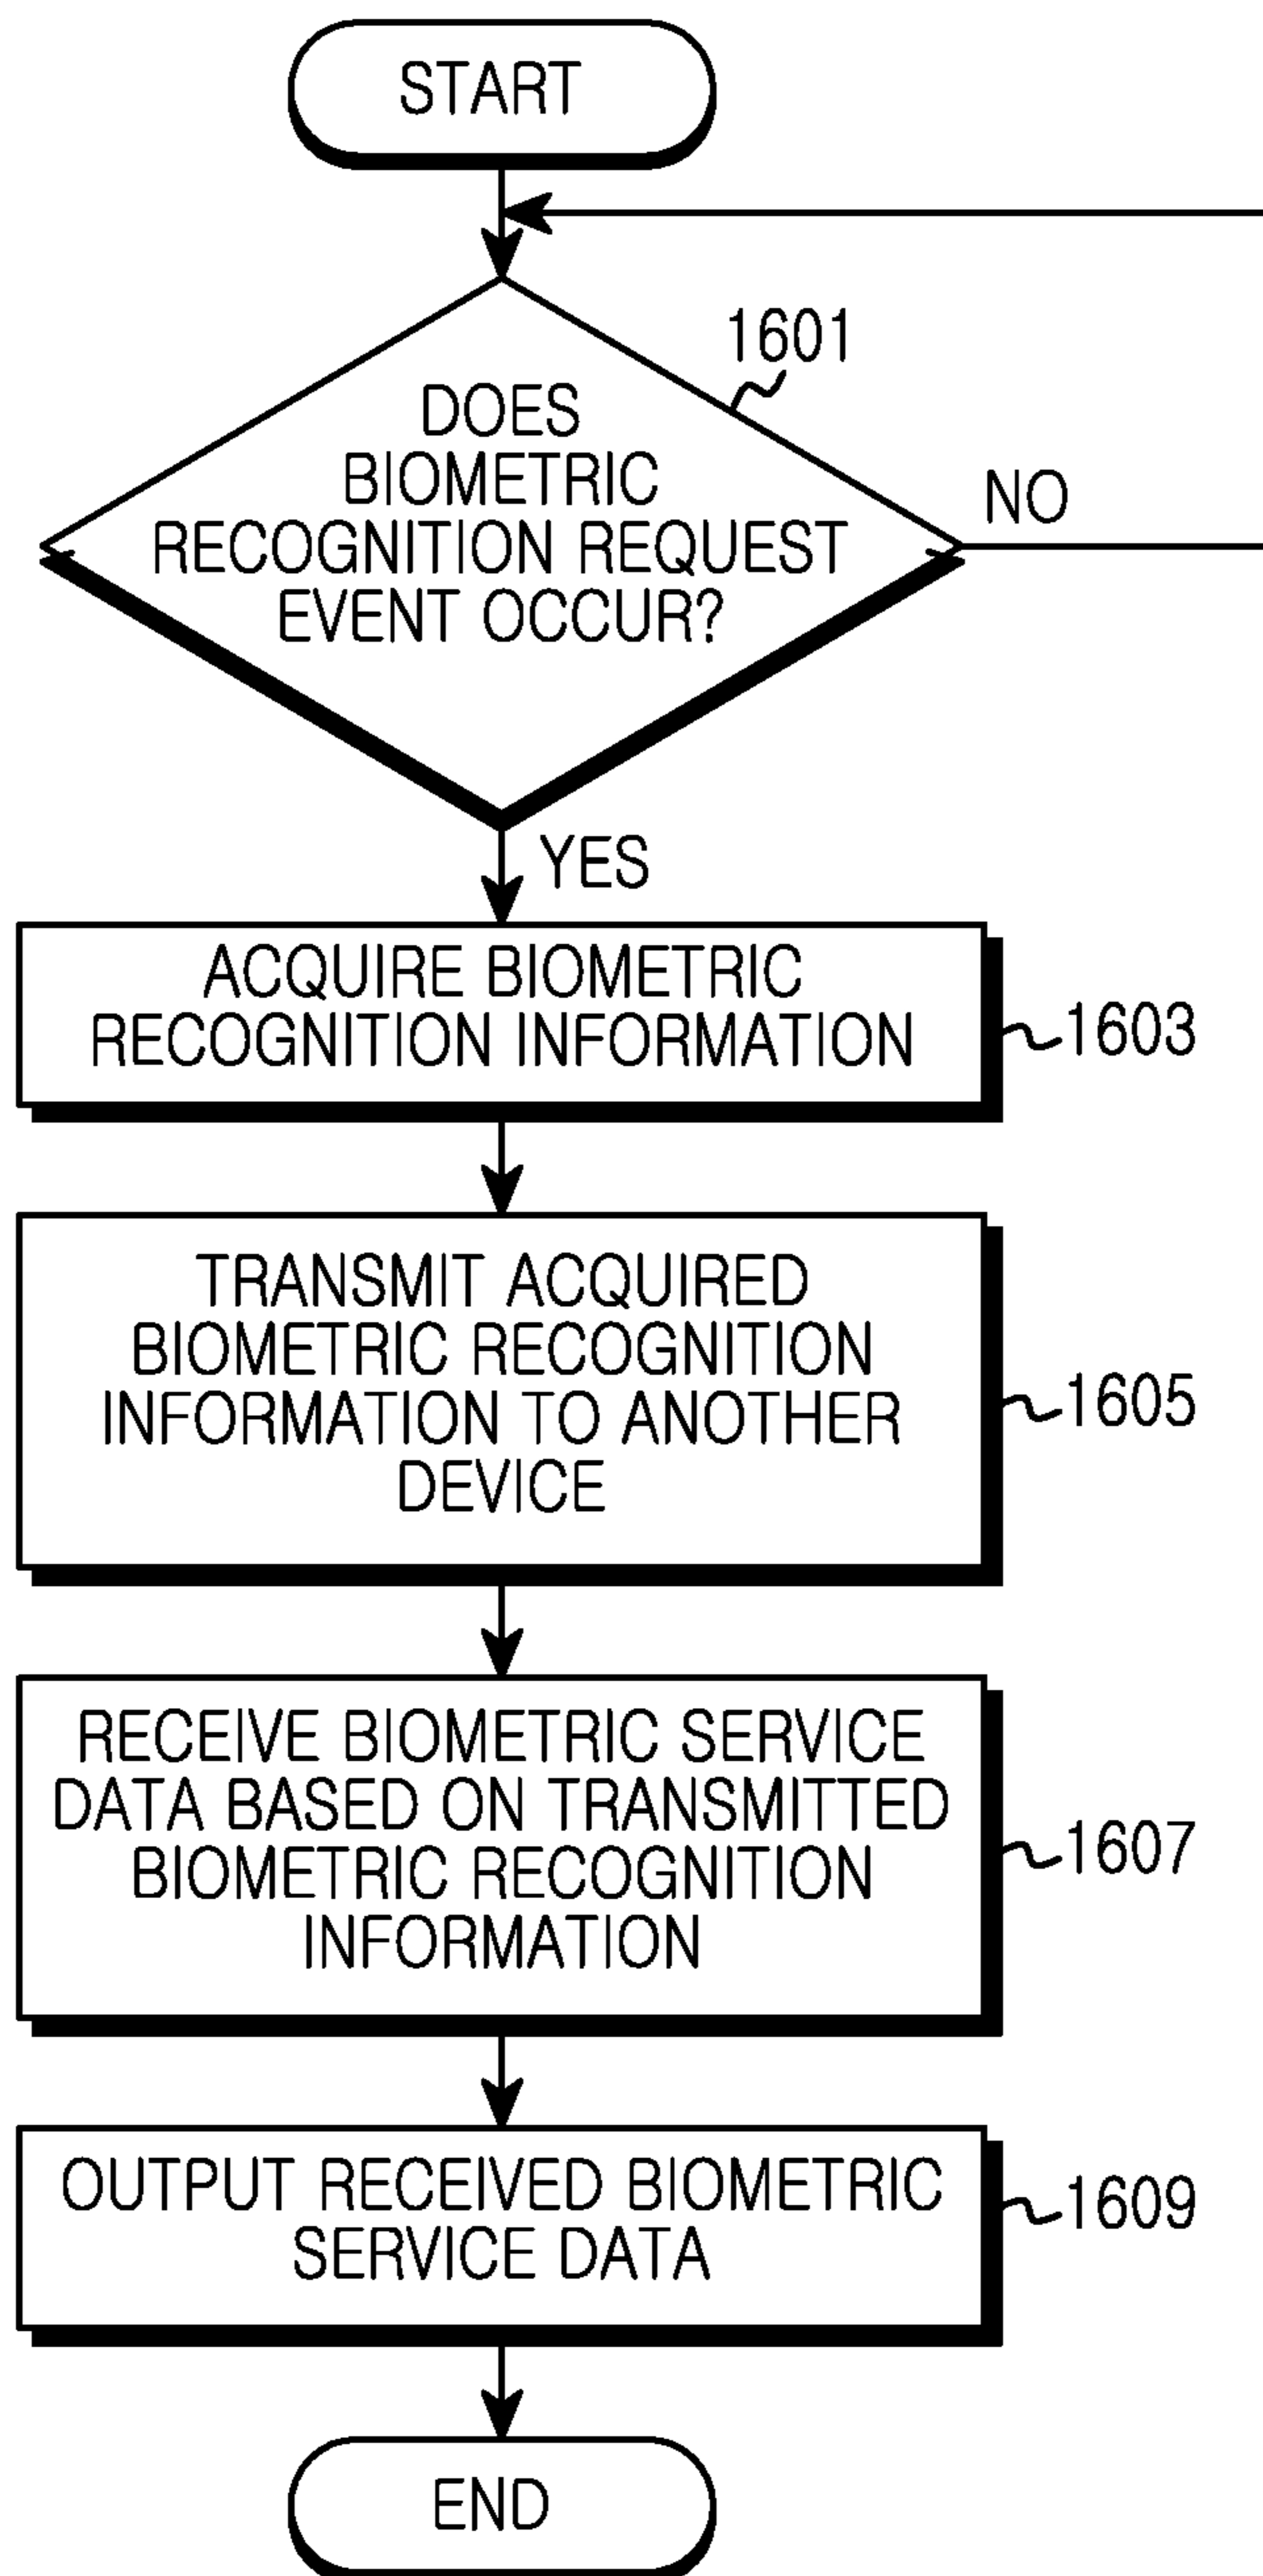 START
1601
DOES
BIOMETRIC
RECOGNITION REQUEST
EVENT OCCUR?
NO
YES
ACQUIRE BIOMETRIC
RECOGNITION INFORMATION
1603
TRANSMIT ACQUIRED
BIOMETRIC RECOGNITION
INFORMATION TO ANOTHER
DEVICE
1605
RECEIVE BIOMETRIC SERVICE
DATA BASED ON TRANSMITTED
BIOMETRIC RECOGNITION
INFORMATION
1607
OUTPUT RECEIVED BIOMETRIC
SERVICE DATA
1609
END